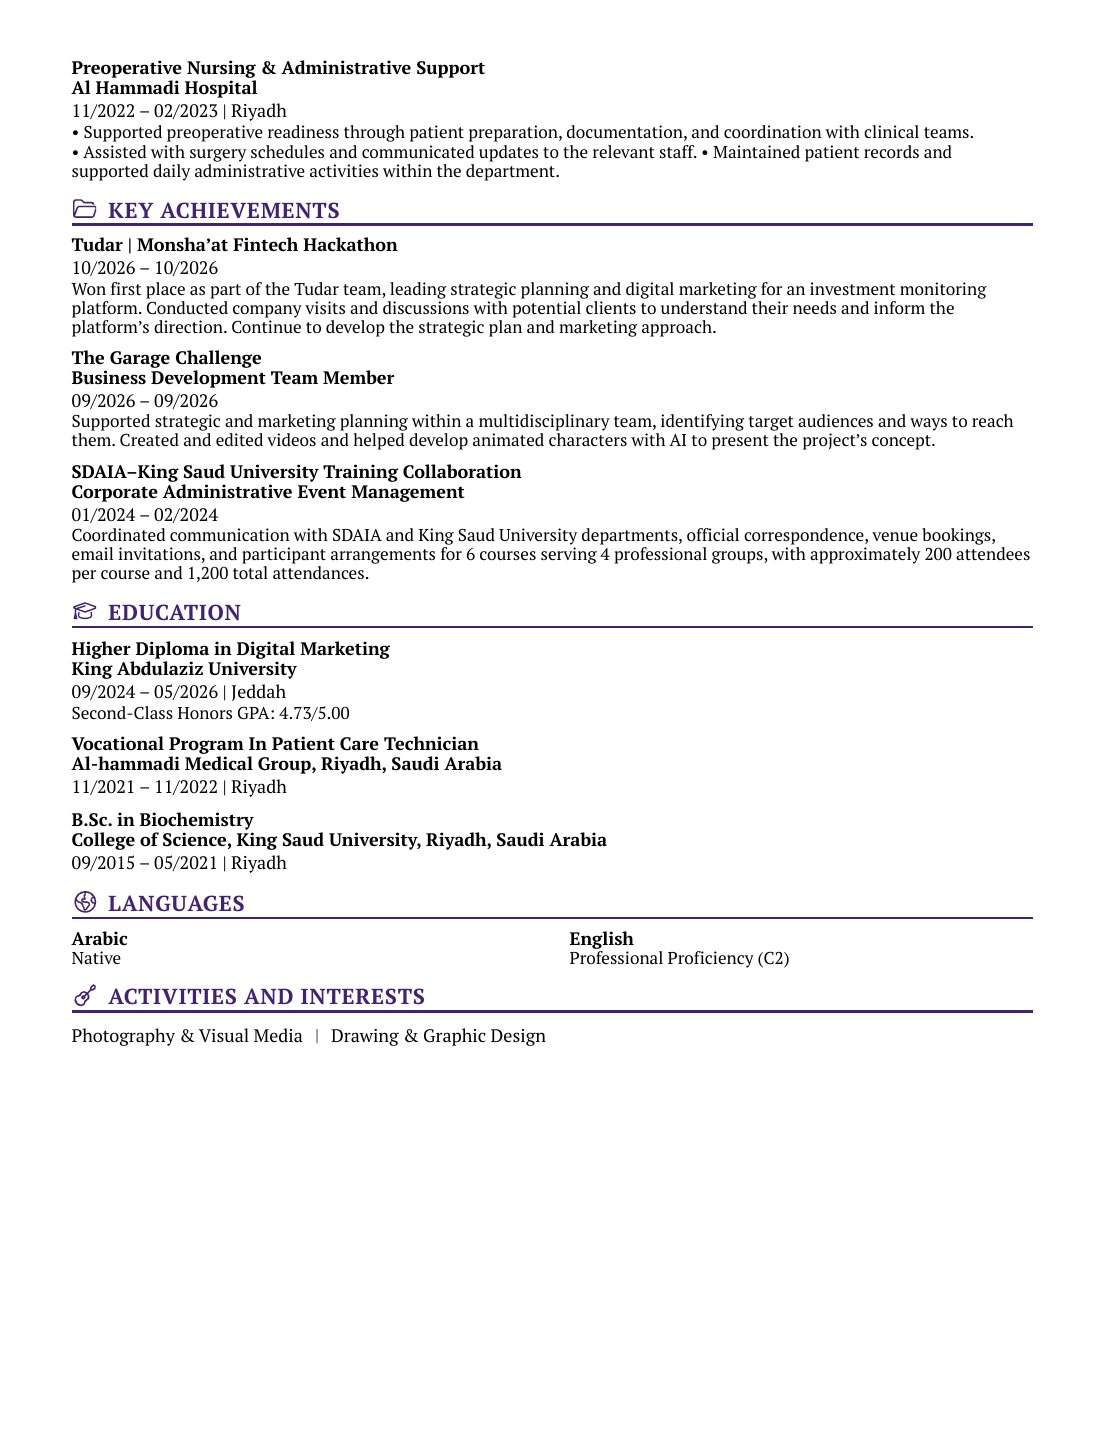 Preoperative Nursing & Administrative Support
Al Hammadi Hospital
11/2022 – 02/2023 | Riyadh
• Supported preoperative readiness through patient preparation, documentation, and coordination with clinical teams.
• Assisted with surgery schedules and communicated updates to the relevant staff. • Maintained patient records and
supported daily administrative activities within the department.
KEY ACHIEVEMENTS
Tudar | Monsha’at Fintech Hackathon
10/2026 – 10/2026
Won first place as part of the Tudar team, leading strategic planning and digital marketing for an investment monitoring
platform. Conducted company visits and discussions with potential clients to understand their needs and inform the
platform’s direction. Continue to develop the strategic plan and marketing approach.
The Garage Challenge
Business Development Team Member
09/2026 – 09/2026
Supported strategic and marketing planning within a multidisciplinary team, identifying target audiences and ways to reach
them. Created and edited videos and helped develop animated characters with AI to present the project’s concept.
SDAIA–King Saud University Training Collaboration
Corporate Administrative Event Management
01/2024 – 02/2024
Coordinated communication with SDAIA and King Saud University departments, official correspondence, venue bookings,
email invitations, and participant arrangements for 6 courses serving 4 professional groups, with approximately 200 attendees
per course and 1,200 total attendances.
EDUCATION
Higher Diploma in Digital Marketing
King Abdulaziz University
09/2024 – 05/2026 | Jeddah
Second-Class Honors GPA: 4.73/5.00
Vocational Program In Patient Care Technician
Al-hammadi Medical Group, Riyadh, Saudi Arabia
11/2021 – 11/2022 | Riyadh
B.Sc. in Biochemistry
College of Science, King Saud University, Riyadh, Saudi Arabia
09/2015 – 05/2021 | Riyadh
LANGUAGES
Arabic
Native
English
Professional Proficiency (C2)
ACTIVITIES AND INTERESTS
Photography & Visual Media | Drawing & Graphic Design